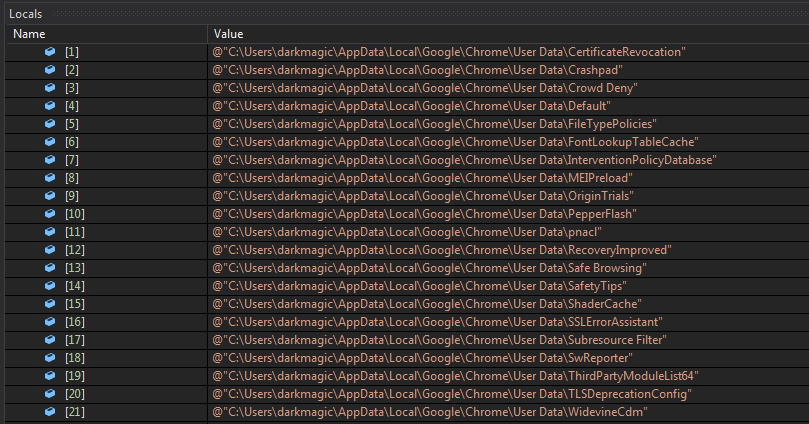 Locals
Name Value
[1] @"C:\Users\darkmagic\AppData\Local\Google\Chrome\User Data\CertificateRevocation"
[2] @"C:\Users\darkmagic\AppData\Local\Google\Chrome\User Data\Crashpad"
[3] @"C:\Users\darkmagic\AppData\Local\Google\Chrome\User Data\Crowd Deny"
[4] @"C:\Users\darkmagic\AppData\Local\Google\Chrome\User Data\Default"
[5] @"C:\Users\darkmagic\AppData\Local\Google\Chrome\User Data\FileTypePolicies"
[6] @"C:\Users\darkmagic\AppData\Local\Google\Chrome\User Data\FontLookupTableCache"
[7] @"C:\Users\darkmagic\AppData\Local\Google\Chrome\User Data\InterventionPolicyDatabase"
[8] @"C:\Users\darkmagic\AppData\Local\Google\Chrome\User Data\MEIPreload"
[9] @"C:\Users\darkmagic\AppData\Local\Google\Chrome\User Data\OriginTrials"
[10] @"C:\Users\darkmagic\AppData\Local\Google\Chrome\User Data\PepperFlash"
[11] @"C:\Users\darkmagic\AppData\Local\Google\Chrome\User Data\pnacl"
[12] @"C:\Users\darkmagic\AppData\Local\Google\Chrome\User Data\RecoveryImproved"
[13] @"C:\Users\darkmagic\AppData\Local\Google\Chrome\User Data\Safe Browsing"
[14] @"C:\Users\darkmagic\AppData\Local\Google\Chrome\User Data\SafetyTips"
[15] @"C:\Users\darkmagic\AppData\Local\Google\Chrome\User Data\ShaderCache"
[16] @"C:\Users\darkmagic\AppData\Local\Google\Chrome\User Data\SSLErrorAssistant"
[17] @"C:\Users\darkmagic\AppData\Local\Google\Chrome\User Data\Subresource Filter"
[18] @"C:\Users\darkmagic\AppData\Local\Google\Chrome\User Data\SwReporter"
[19] @"C:\Users\darkmagic\AppData\Local\Google\Chrome\User Data\ThirdPartyModuleList64"
[20] @"C:\Users\darkmagic\AppData\Local\Google\Chrome\User Data\TLSDeprecationConfig"
[21] @"C:\Users\darkmagic\AppData\Local\Google\Chrome\User Data\WidevineCdm"